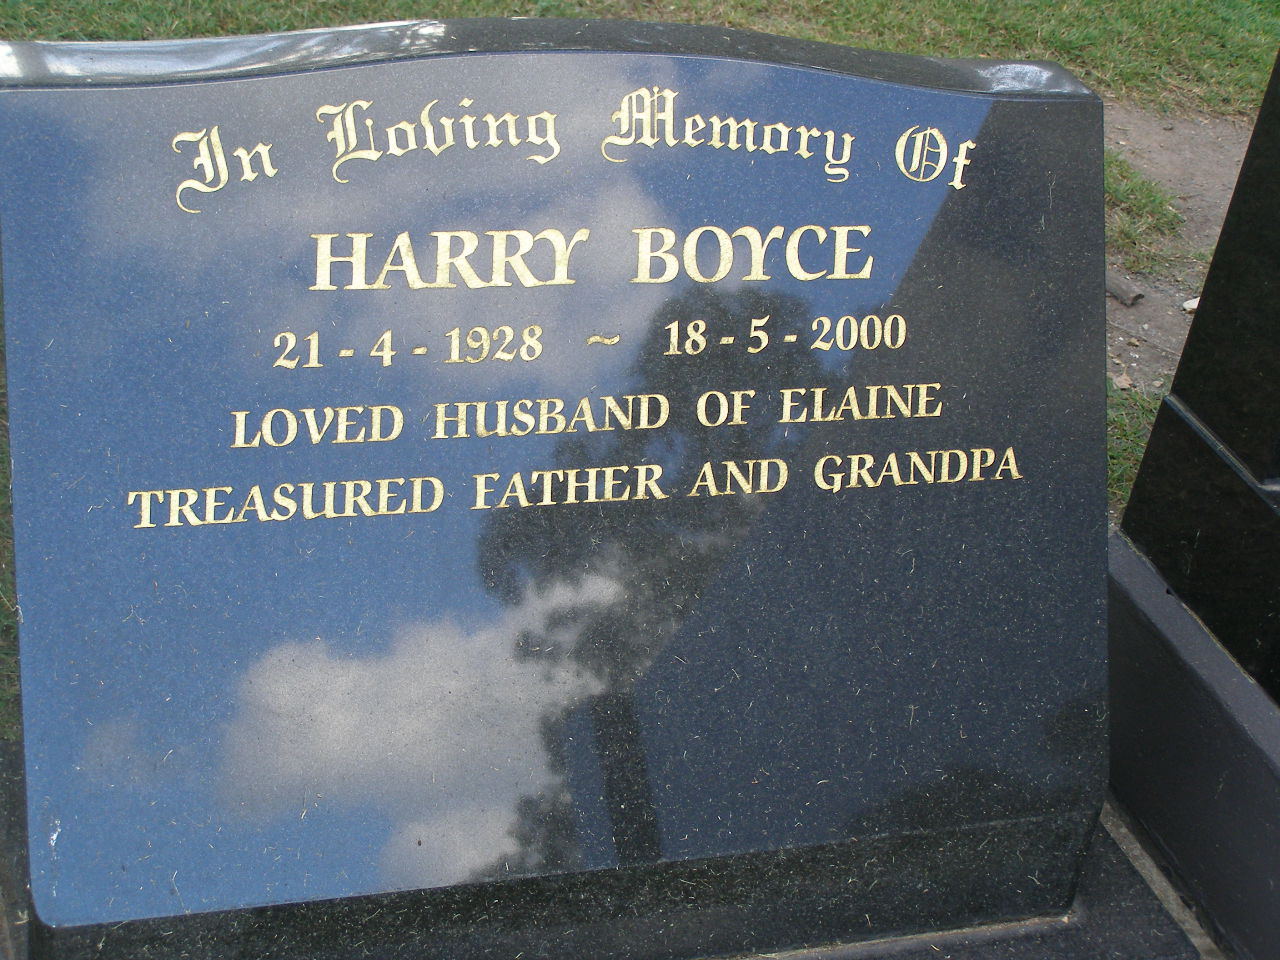 In Loving Memory Of
HARRY BOYCE
21-4-1928 ~ 18-5-2000
LOVED HUSBAND OF ELAINE
TREASURED FATHER AND GRANDPA